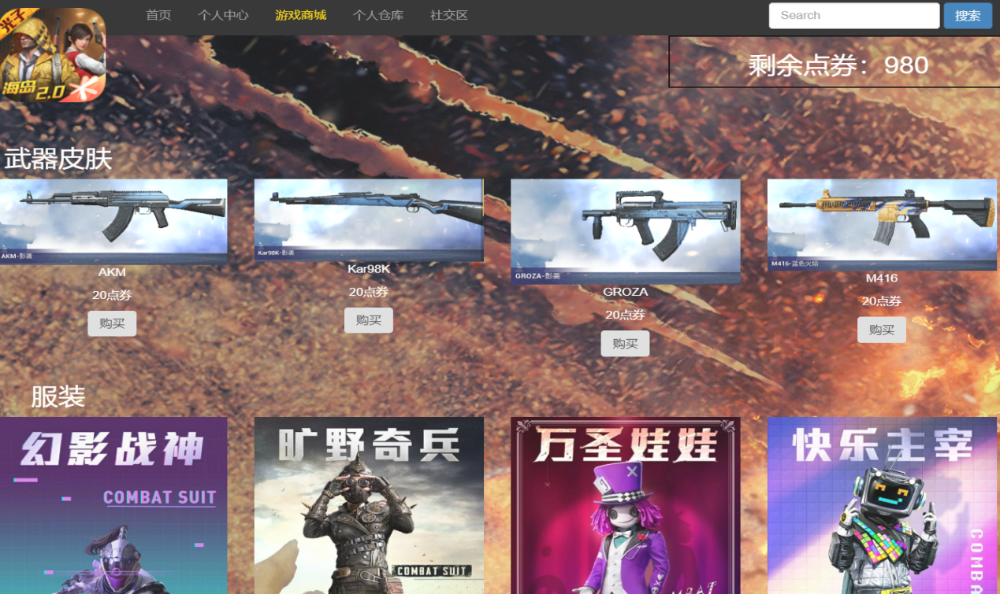 首页 个人中心 游戏商城 个人仓库 社交区 Search 搜索
光子
海岛2.0
剩余点券：980
武器皮肤
AKM-影袭
Kar98K-影袭
GROZA-影袭
M416-蓝色火焰
AKM
20点券
购买
Kar98K
20点券
购买
GROZA
20点券
购买
M416
20点券
购买
服装
幻影战神
COMBAT SUIT
旷野奇兵
COMBAT SUIT
万圣娃娃
COMBAT
快乐主宰
COMBA